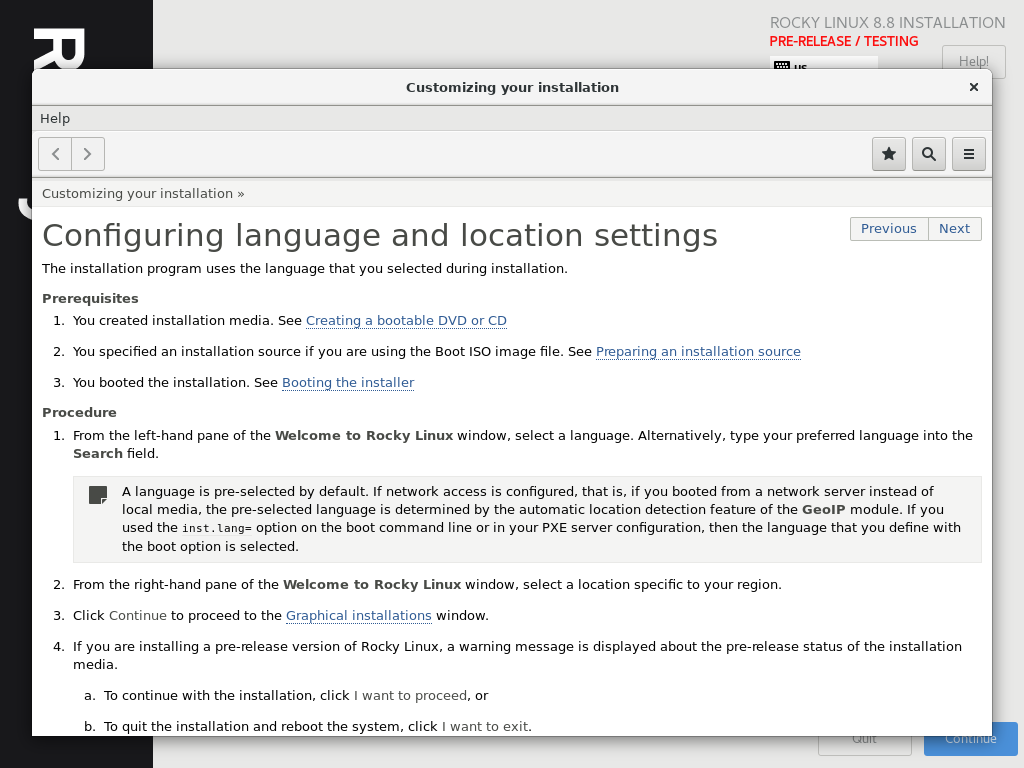 R
ROCKY LINUX 8.8 INSTALLATION
PRE-RELEASE / TESTING
us
Help!
Customizing your installation
Help
Customizing your installation »
Configuring language and location settings
Previous
Next
The installation program uses the language that you selected during installation.
Prerequisites
1. You created installation media. See Creating a bootable DVD or CD
2. You specified an installation source if you are using the Boot ISO image file. See Preparing an installation source
3. You booted the installation. See Booting the installer
Procedure
1. From the left-hand pane of the Welcome to Rocky Linux window, select a language. Alternatively, type your preferred language into the
Search field.
A language is pre-selected by default. If network access is configured, that is, if you booted from a network server instead of
local media, the pre-selected language is determined by the automatic location detection feature of the GeoIP module. If you
used the inst.lang= option on the boot command line or in your PXE server configuration, then the language that you define with
the boot option is selected.
2. From the right-hand pane of the Welcome to Rocky Linux window, select a location specific to your region.
3. Click Continue to proceed to the Graphical installations window.
4. If you are installing a pre-release version of Rocky Linux, a warning message is displayed about the pre-release status of the installation
media.
a. To continue with the installation, click I want to proceed, or
b. To quit the installation and reboot the system, click I want to exit.
Quit
Continue